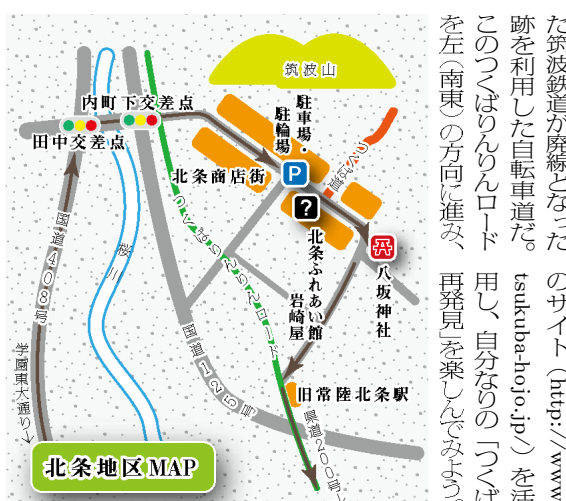 た筑波鉄道が廃線となった
跡を利用した自転車道だ。
このつくばりんりんロード
を左（南東）の方向に進み、
のサイト（http://www
tsukuba-hojo.jp/）を活
用し、自分なりの「つくば
再発見」を楽しんでみよう
筑波山
内町下交差点
田中交差点
駐車場・
駐輪場
P
北条商店街
つくば道
?
北条ふれあい館
岩崎屋
八坂神社
国道408号
桜川
つくばりんりんロード
国道125号
学園東大通り→
旧常陸北条駅
県道200号
北条地区MAP